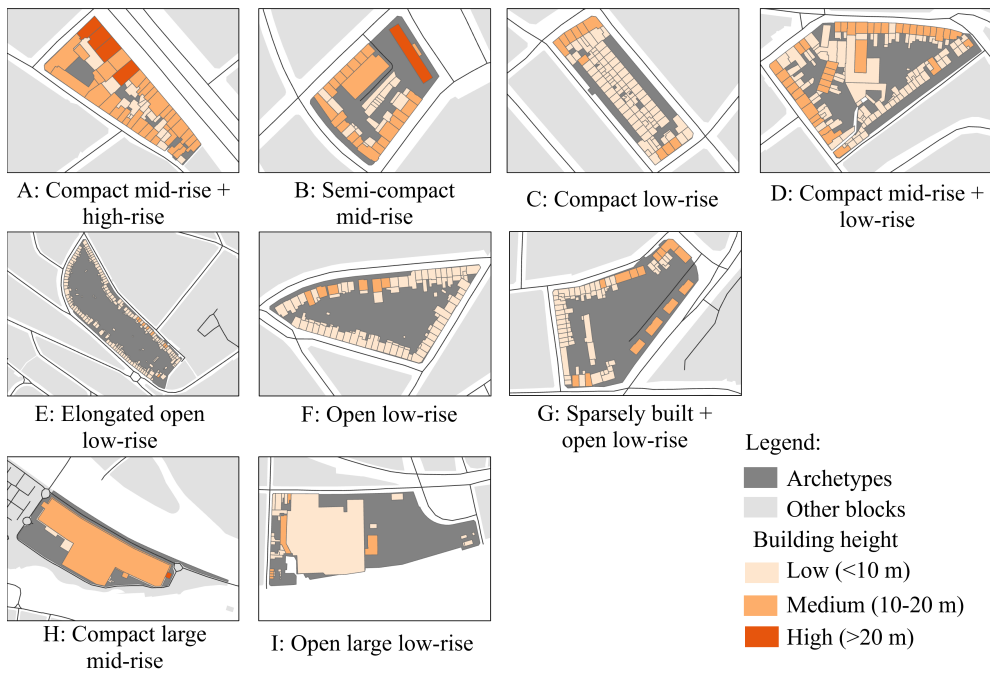 A: Compact mid-rise +
high-rise
B: Semi-compact
mid-rise
C: Compact low-rise
D: Compact mid-rise +
low-rise
E: Elongated open
low-rise
F: Open low-rise
G: Sparsely built +
open low-rise
H: Compact large
mid-rise
I: Open large low-rise
Legend:
Archetypes
Other blocks
Building height
Low (<10 m)
Medium (10-20 m)
High (>20 m)